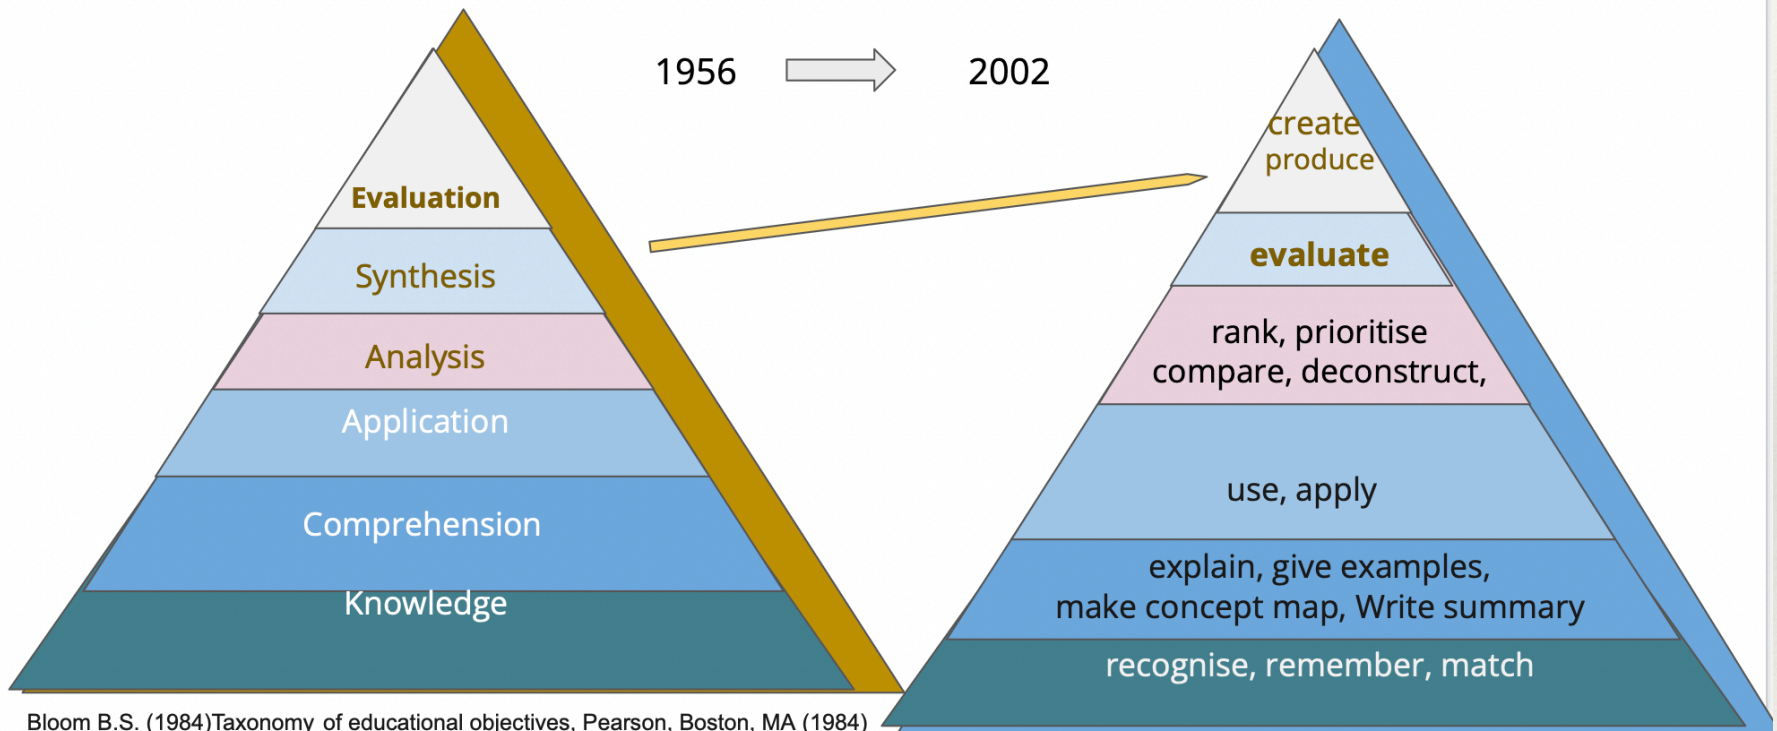 1956
2002
Evaluation
Synthesis
Analysis
Application
Comprehension
Knowledge
create
produce
evaluate
rank, prioritise
compare, deconstruct,
use, apply
explain, give examples,
make concept map, Write summary
recognise, remember, match
Bloom B.S. (1984)Taxonomy of educational objectives, Pearson, Boston, MA (1984)